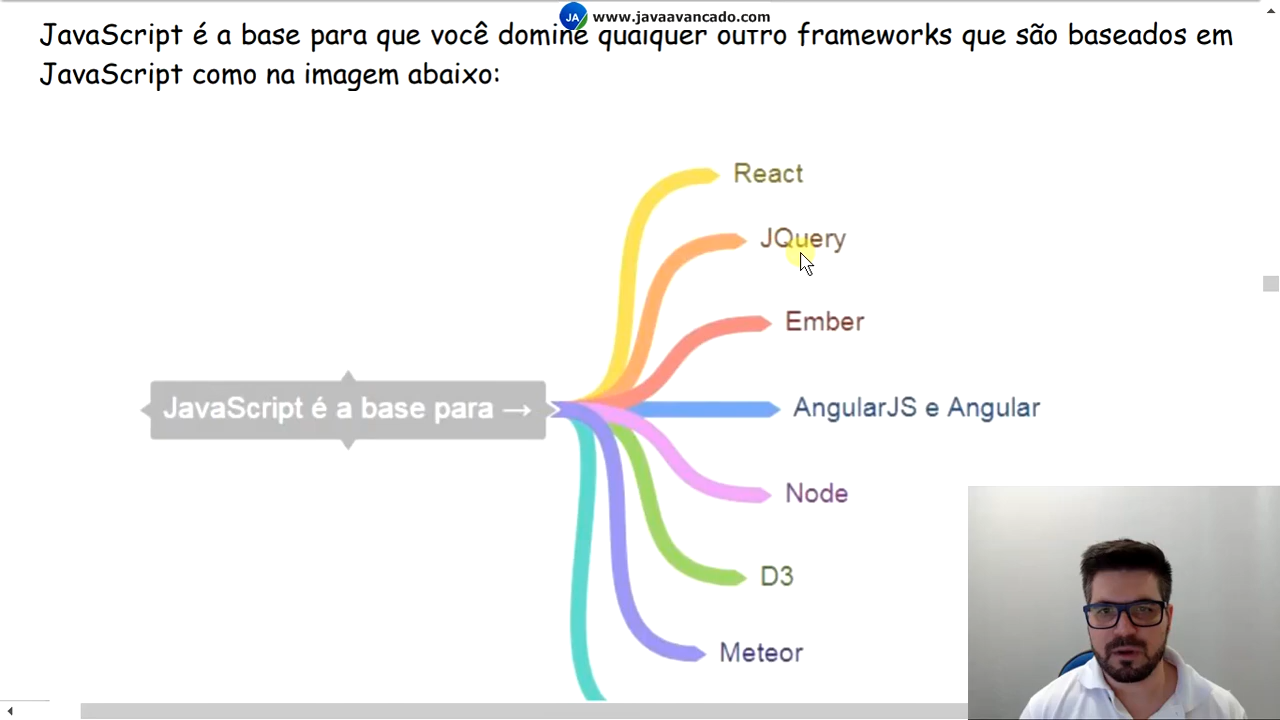 JA www.javaavancado.com
JavaScript é a base para que você domine qualquer outro frameworks que são baseados em
JavaScript como na imagem abaixo:
React
JQuery
Ember
JavaScript é a base para →
AngularJS e Angular
Node
D3
Meteor